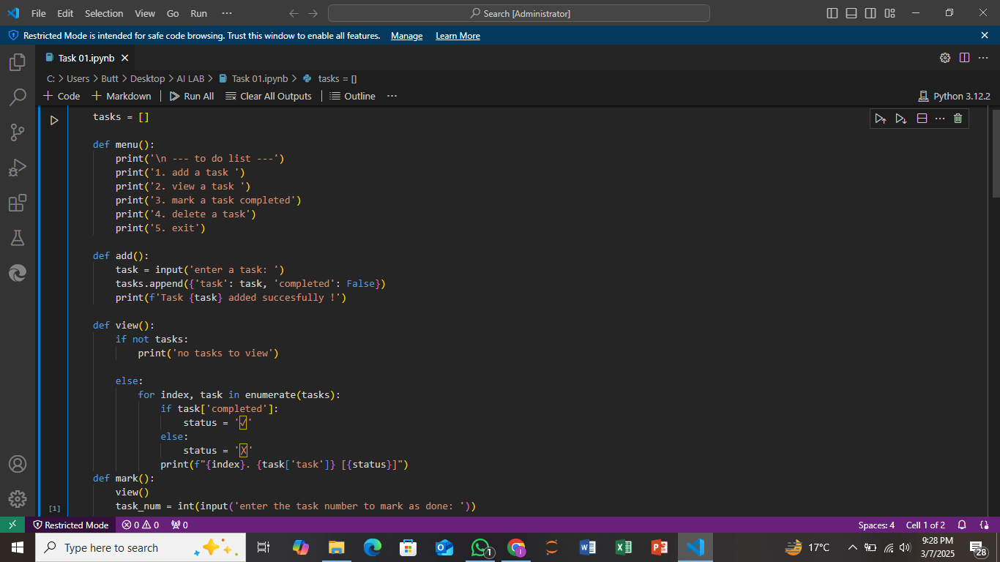 File Edit Selection View Go Run ···
Search [Administrator]
Restricted Mode is intended for safe code browsing. Trust this window to enable all features. Manage Learn More
Task 01.ipynb
C: > Users > Butt > Desktop > AI LAB > Task 01.ipynb > tasks = []
+ Code + Markdown Run All Clear All Outputs Outline ···
Python 3.12.2
tasks = []
def menu():
    print('\n --- to do list ---')
    print('1. add a task ')
    print('2. view a task ')
    print('3. mark a task completed')
    print('4. delete a task')
    print('5. exit')
def add():
    task = input('enter a task: ')
    tasks.append({'task': task, 'completed': False})
    print(f'Task {task} added succesfully !')
def view():
    if not tasks:
        print('no tasks to view')
    else:
        for index, task in enumerate(tasks):
            if task['completed']:
                status = '✓'
            else:
                status = '╳'
            print(f"{index}. {task['task']} [{status}]")
def mark():
    view()
    task_num = int(input('enter the task number to mark as done: '))
[1]
Restricted Mode 0 0 0
Spaces: 4 Cell 1 of 2
Type here to search
1
17°C
9:28 PM
3/7/2025
28